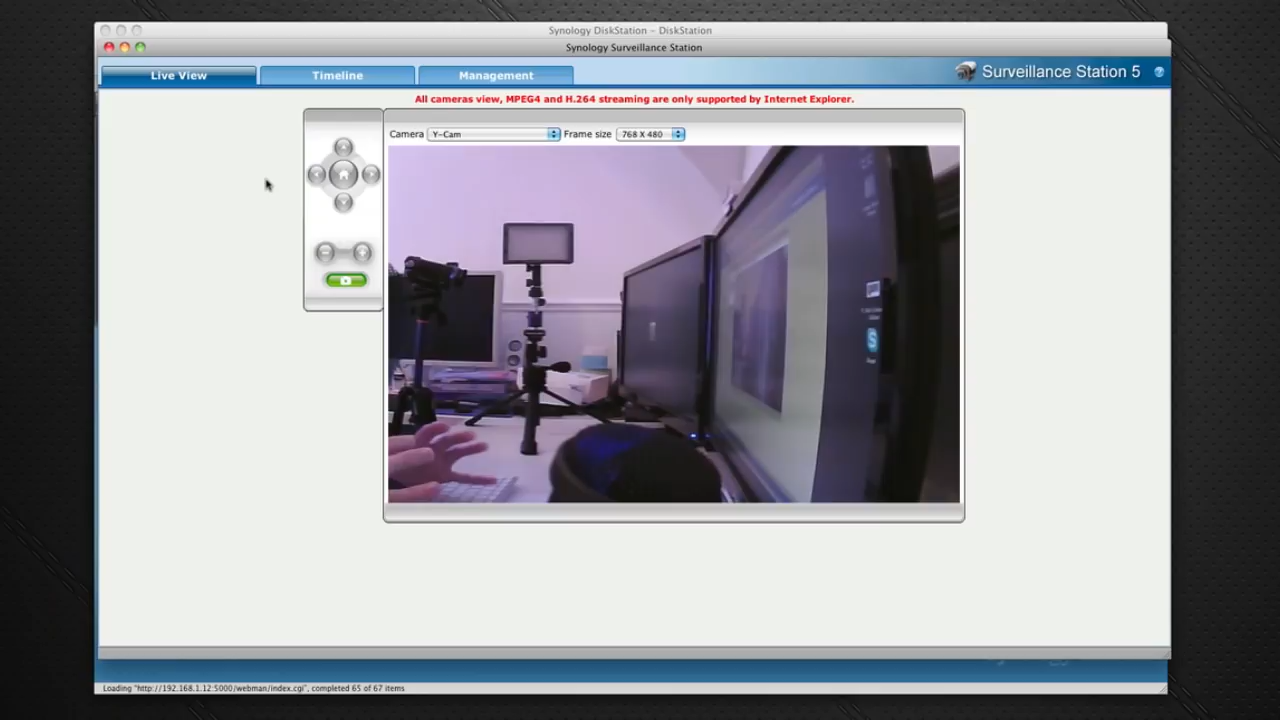 Synology DiskStation – DiskStation
Synology Surveillance Station
Live View
Timeline
Management
Surveillance Station 5
?
All cameras view, MPEG4 and H.264 streaming are only supported by Internet Explorer.
Camera
Y-Cam
Frame size
768 X 480
Loading "http://192.168.1.12:5000/webman/index.cgi", completed 65 of 67 items